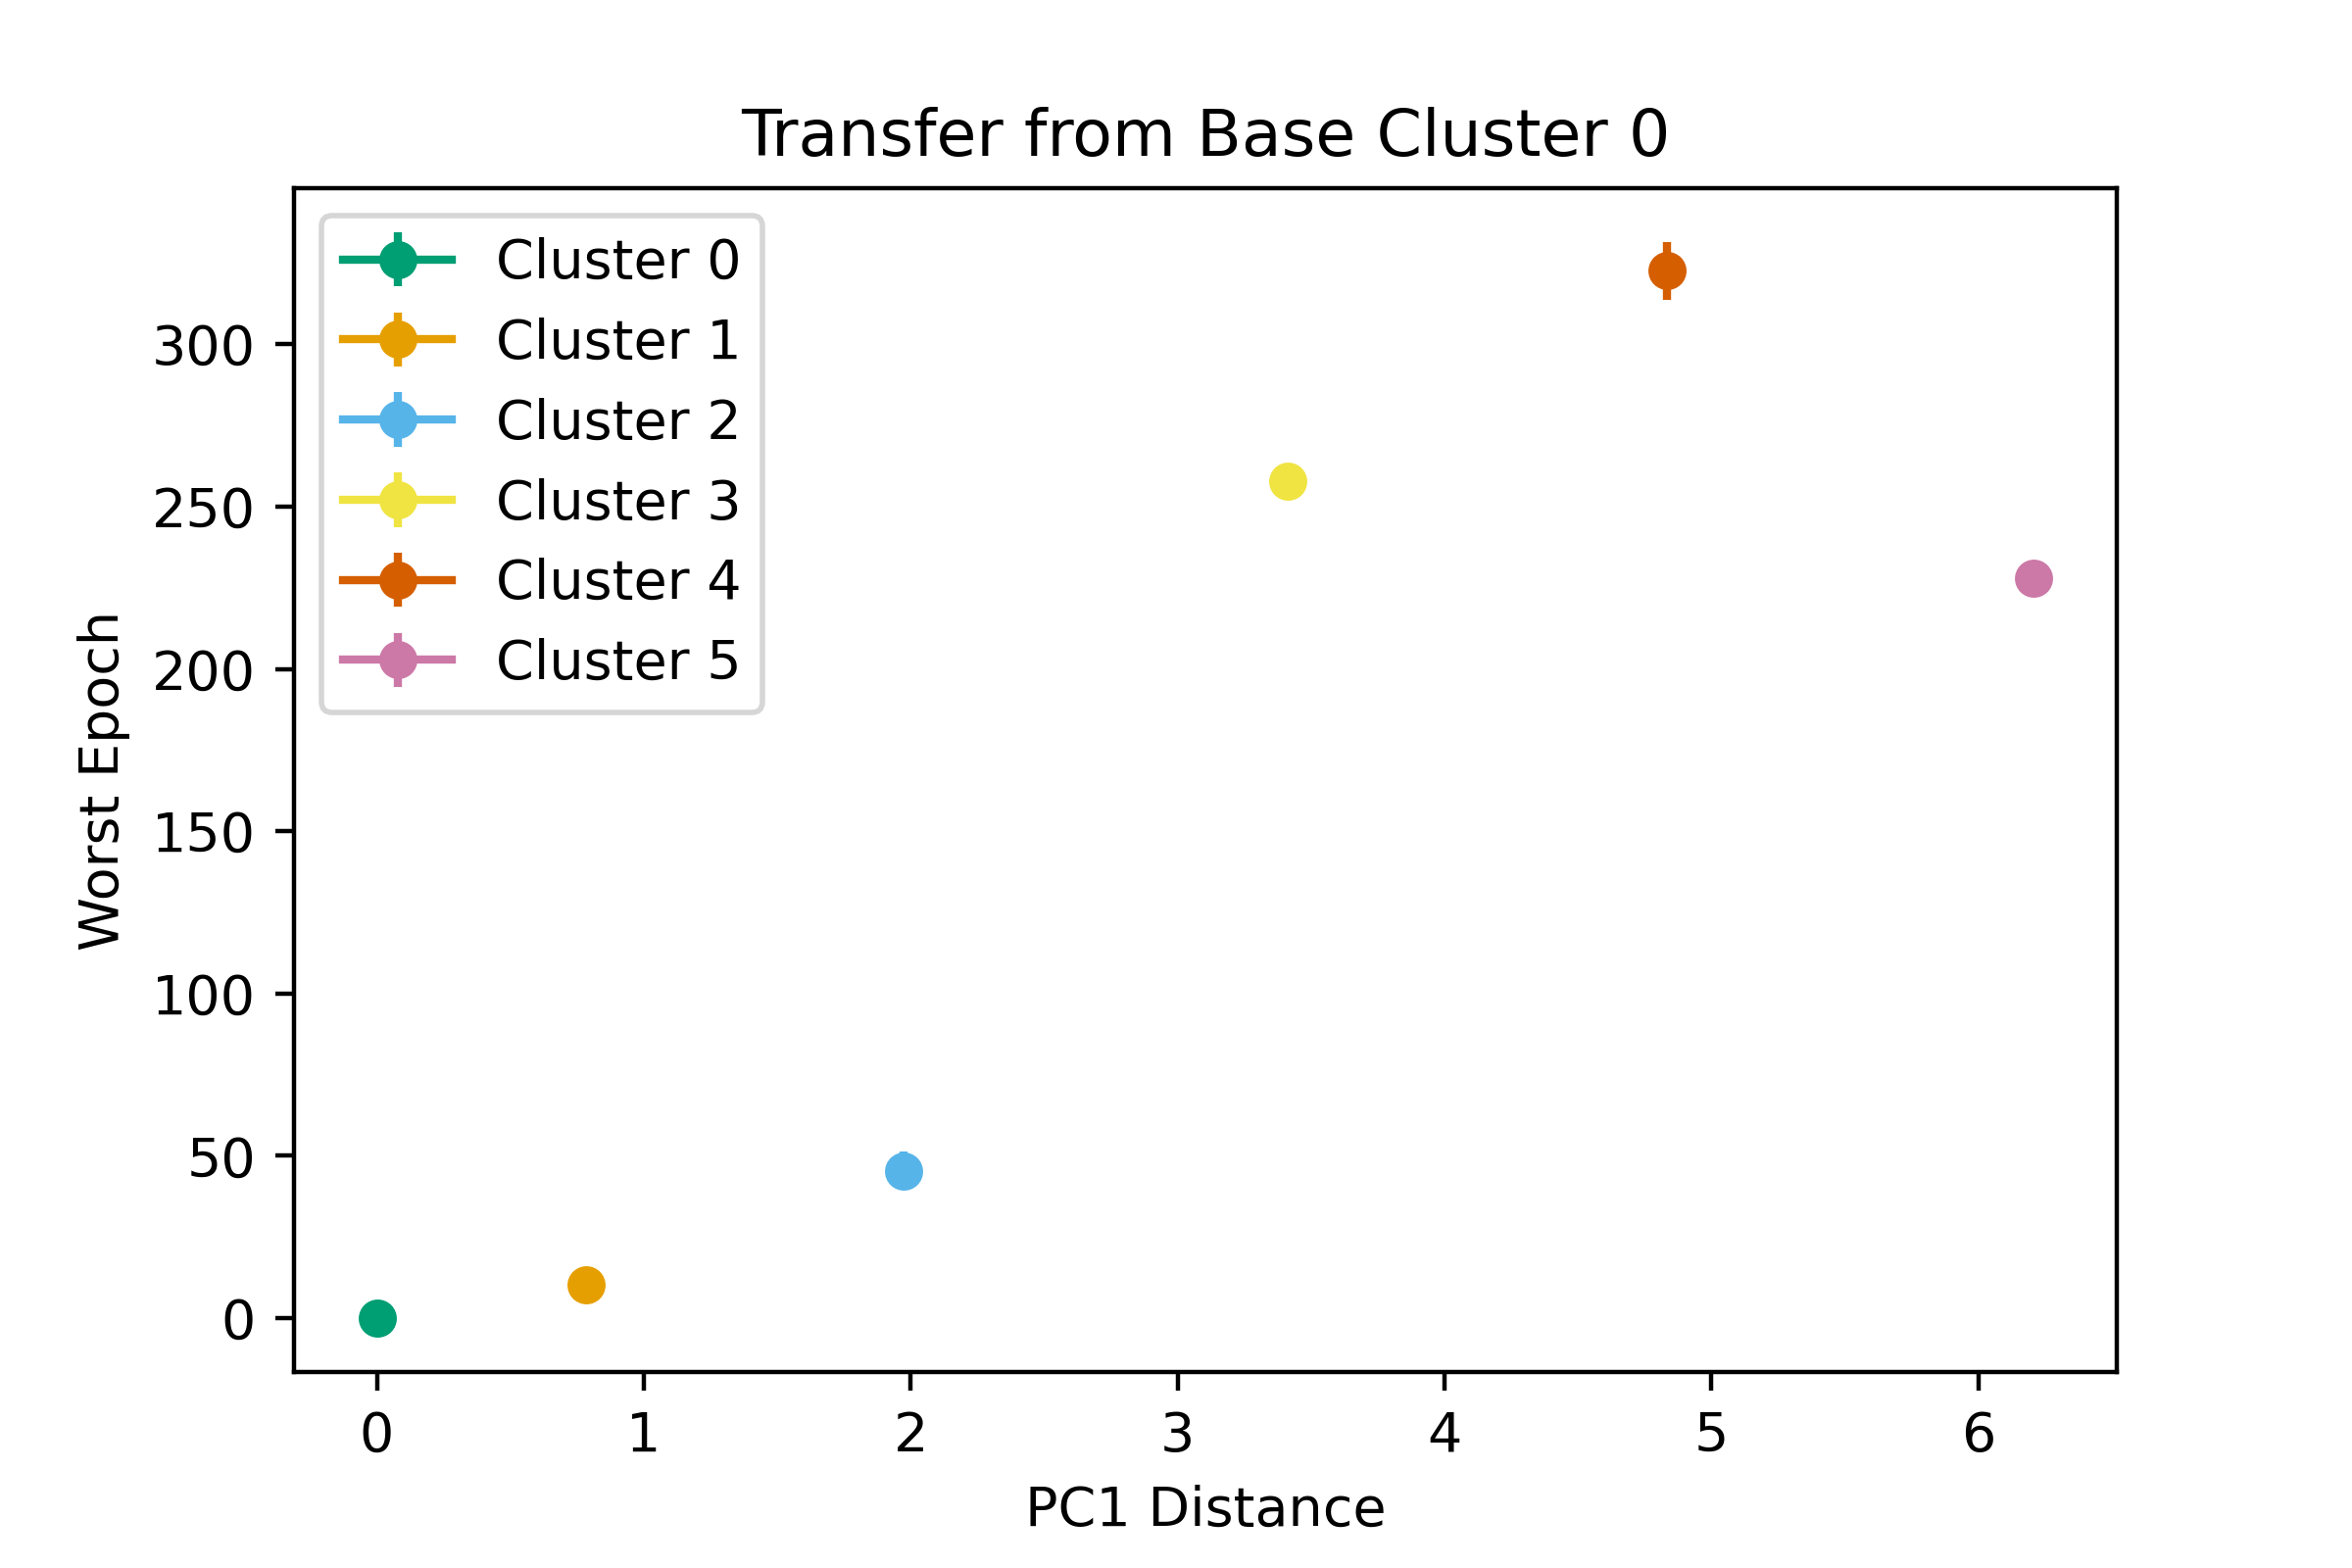 Transfer from Base Cluster 0
Cluster 0
Cluster 1
Cluster 2
Cluster 3
Cluster 4
Cluster 5
Worst Epoch
300
250
200
150
100
50
0
0 1 2 3 4 5 6
PC1 Distance